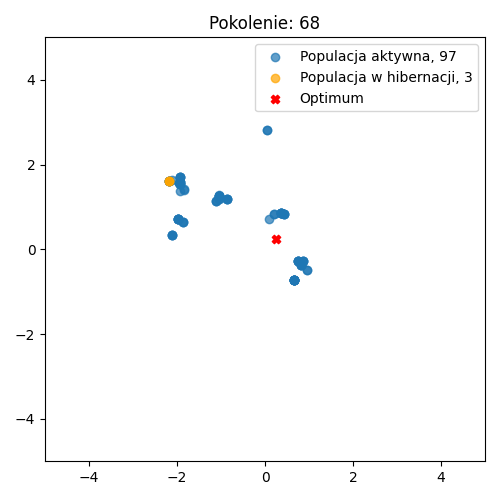 Pokolenie: 68
Populacja aktywna, 97
Populacja w hibernacji, 3
Optimum
4
2
0
−2
−4
−4
−2
0
2
4